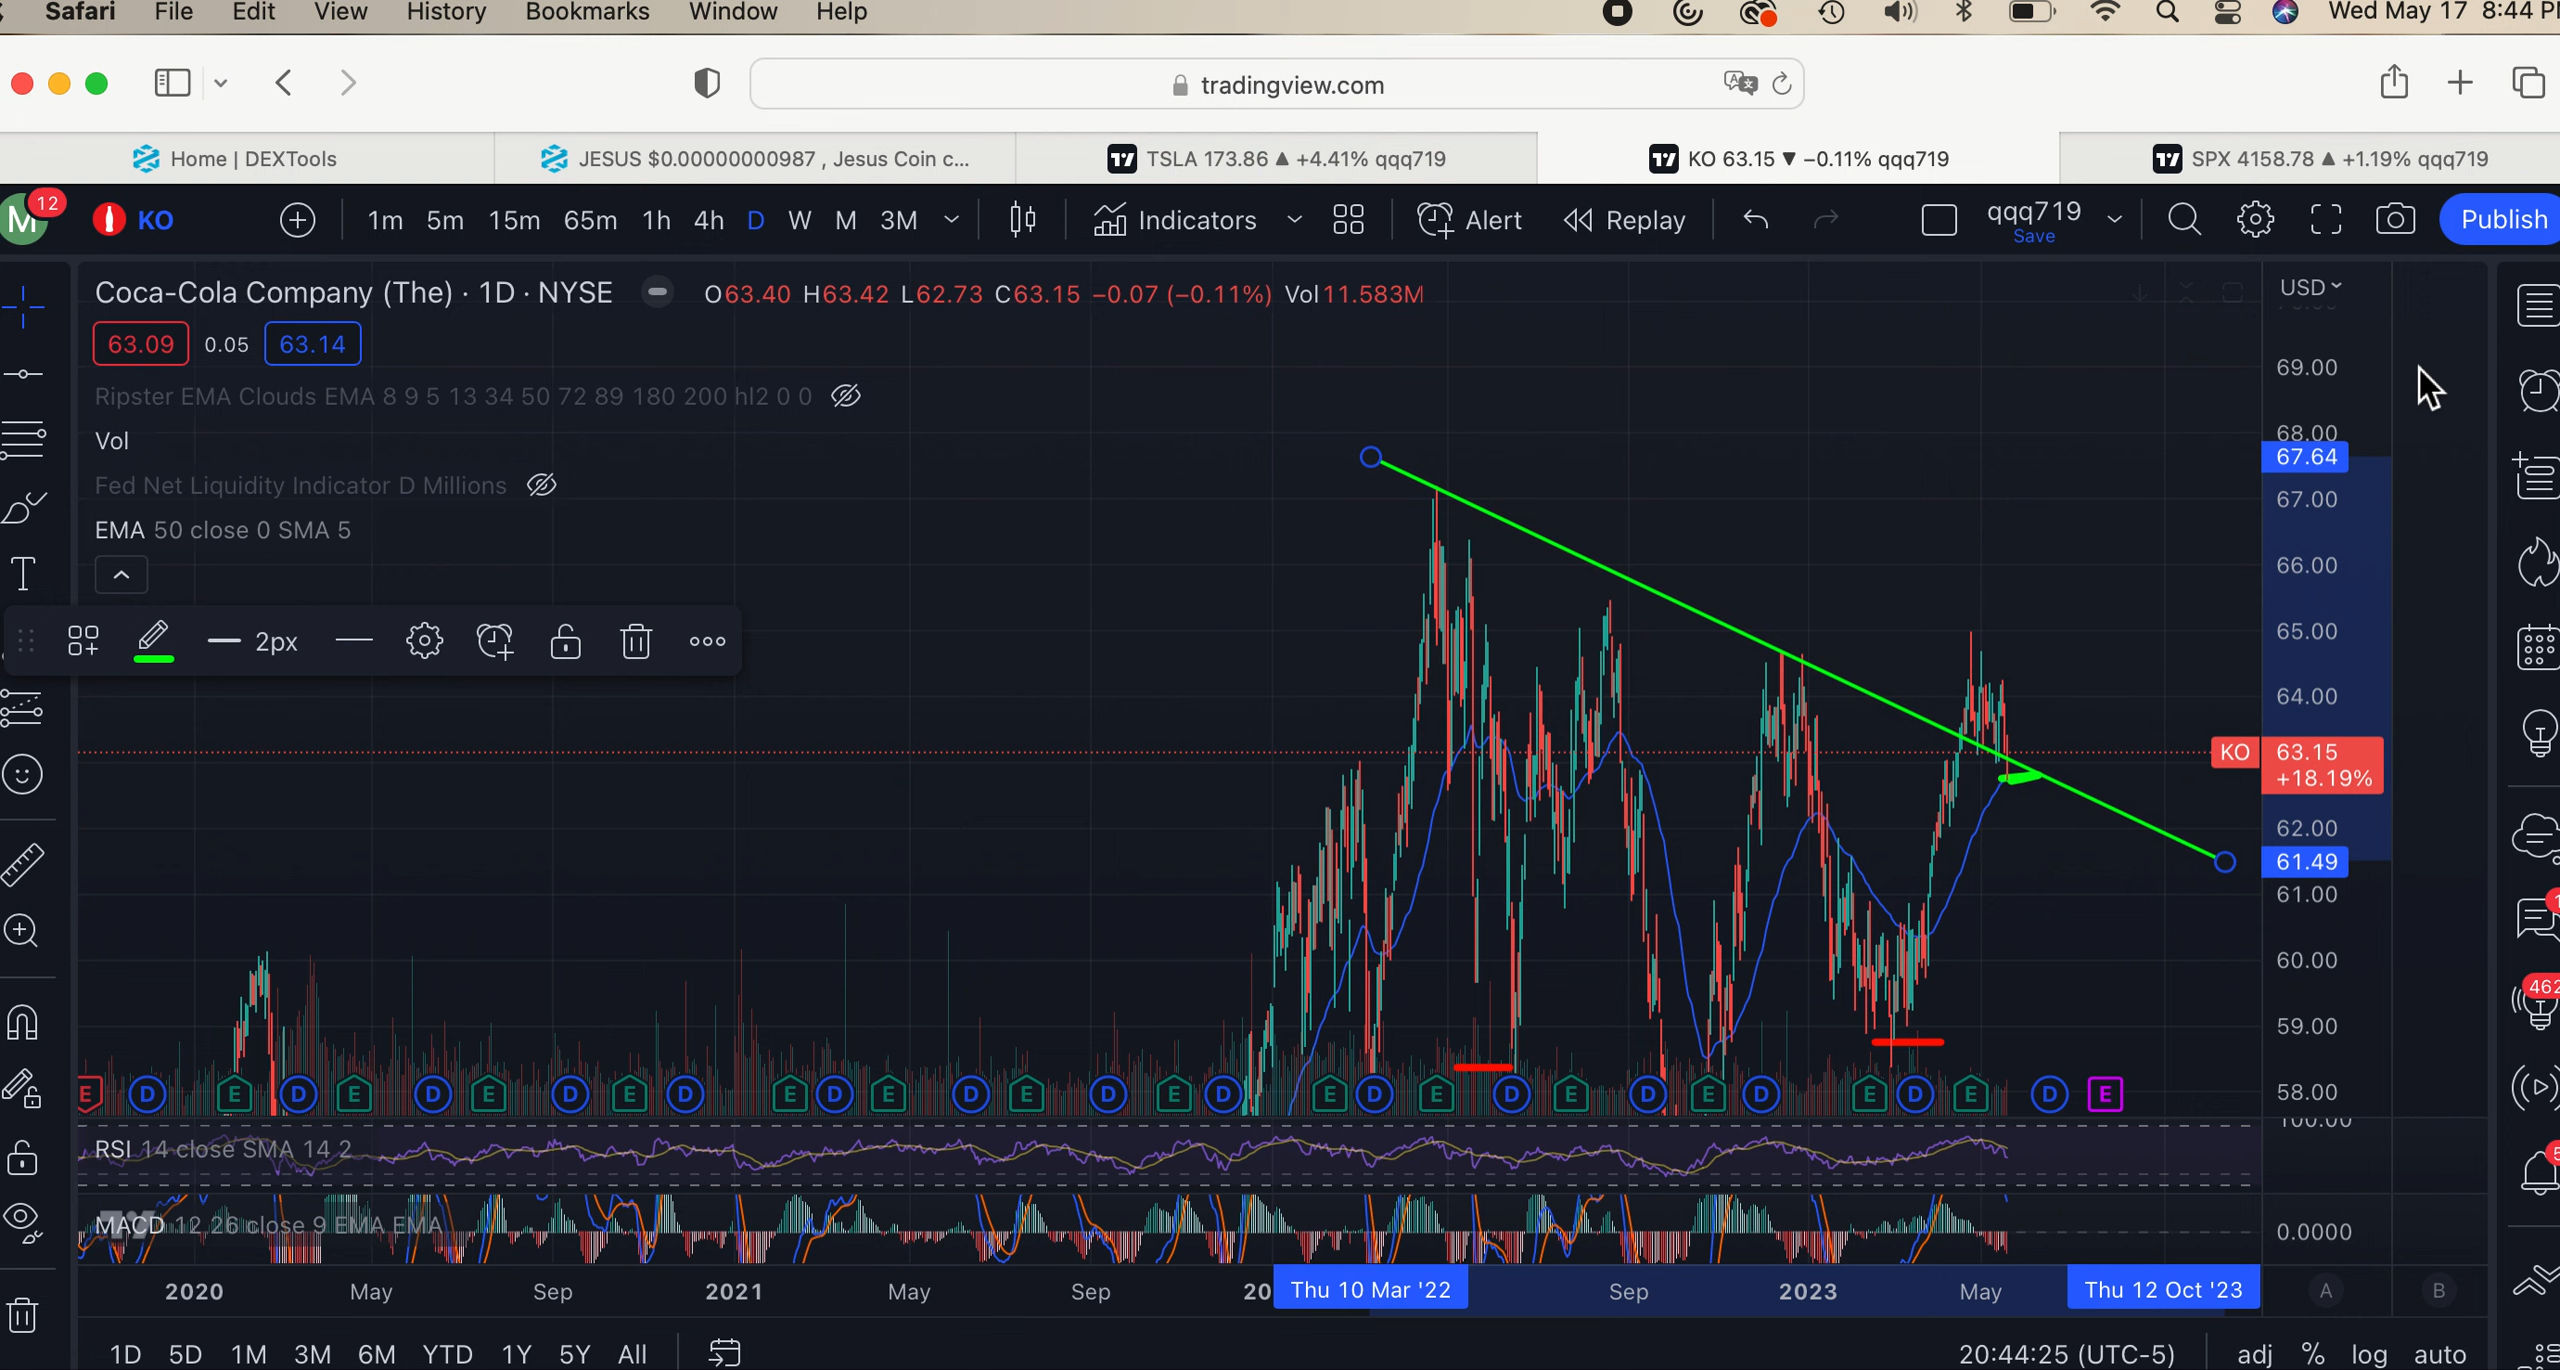 Safari File Edit View History Bookmarks Window Help Wed May 17 8:44 P
tradingview.com
Home | DEXTools JESUS $0.00000000987 , Jesus Coin c... TSLA 173.86 ▲ +4.41% qqq719 KO 63.15 ▼ −0.11% qqq719 SPX 4158.78 ▲ +1.19% qqq719
M 12 KO 1m 5m 15m 65m 1h 4h D W M 3M Indicators Alert Replay qqq719 Publish
Save
Coca-Cola Company (The) · 1D · NYSE O63.40 H63.42 L62.73 C63.15 −0.07 (−0.11%) Vol11.583M USD
63.09 0.05 63.14
69.00
Ripster EMA Clouds EMA 8 9 5 13 34 50 72 89 180 200 hl2 0 0
Vol
68.00
67.64
Fed Net Liquidity Indicator D Millions
67.00
EMA 50 close 0 SMA 5
66.00
2px
65.00
64.00
KO 63.15
+18.19%
62.00
61.49
61.00
60.00
462
59.00
58.00
E D E D E D E D E D E D E D E D E D E D E D E D E D E D E D E
100.00
RSI 14 close SMA 14 2
MACD 12 26 close 9 EMA EMA
0.0000
2020 May Sep 2021 May Sep 20 Thu 10 Mar '22 Sep 2023 May Thu 12 Oct '23 A B
1D 5D 1M 3M 6M YTD 1Y 5Y All 20:44:25 (UTC-5) adj % log auto